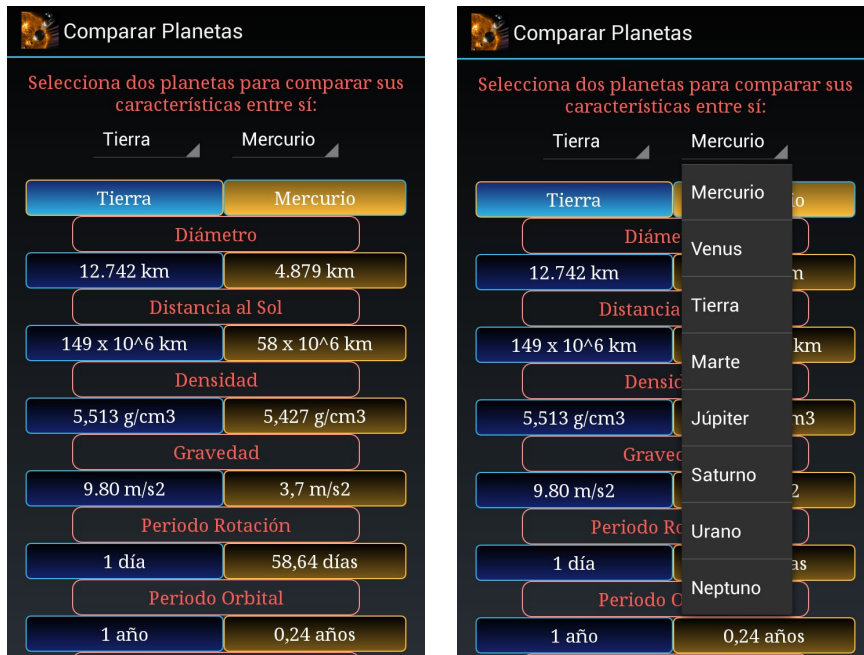 Comparar Planetas
Selecciona dos planetas para comparar sus
características entre sí:
Tierra Mercurio
Tierra Mercurio
Diámetro
12.742 km 4.879 km
Distancia al Sol
149 x 10^6 km 58 x 10^6 km
Densidad
5,513 g/cm3 5,427 g/cm3
Gravedad
9.80 m/s2 3,7 m/s2
Periodo Rotación
1 día 58,64 días
Periodo Orbital
1 año 0,24 años
Comparar Planetas
Selecciona dos planetas para comparar sus
características entre sí:
Tierra Mercurio
Tierra
Mercurio
Venus
Tierra
Marte
Júpiter
Saturno
Urano
Neptuno
12.742 km
Distancia
149 x 10^6 km km
5,513 g/cm3
9.80 m/s2
1 día
Periodo
1 año 0,24 años